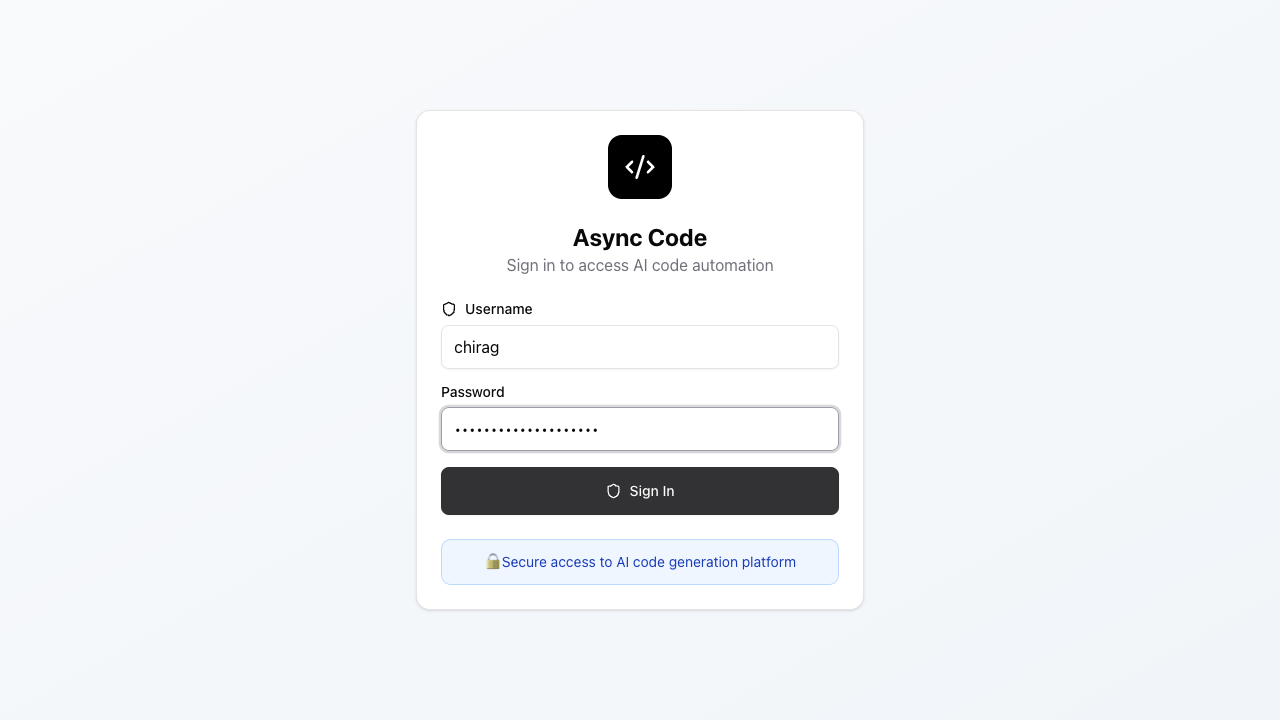 Async Code
Sign in to access AI code automation
Username
chirag
Password
••••••••••••••••••••
Sign In
🔒Secure access to AI code generation platform